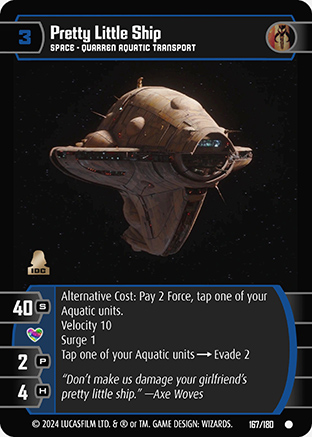 3
Pretty Little Ship
SPACE - QUARREN AQUATIC TRANSPORT
IDC
40 S
2 P
4 H
Alternative Cost: Pay 2 Force, tap one of your
Aquatic units.
Velocity 10
Surge 1
Tap one of your Aquatic units → Evade 2
“Don’t make us damage your girlfriend’s
pretty little ship.” —Axe Woves
© 2024 LUCASFILM LTD. & ® or TM. GAME DESIGN: WIZARDS.
167/180